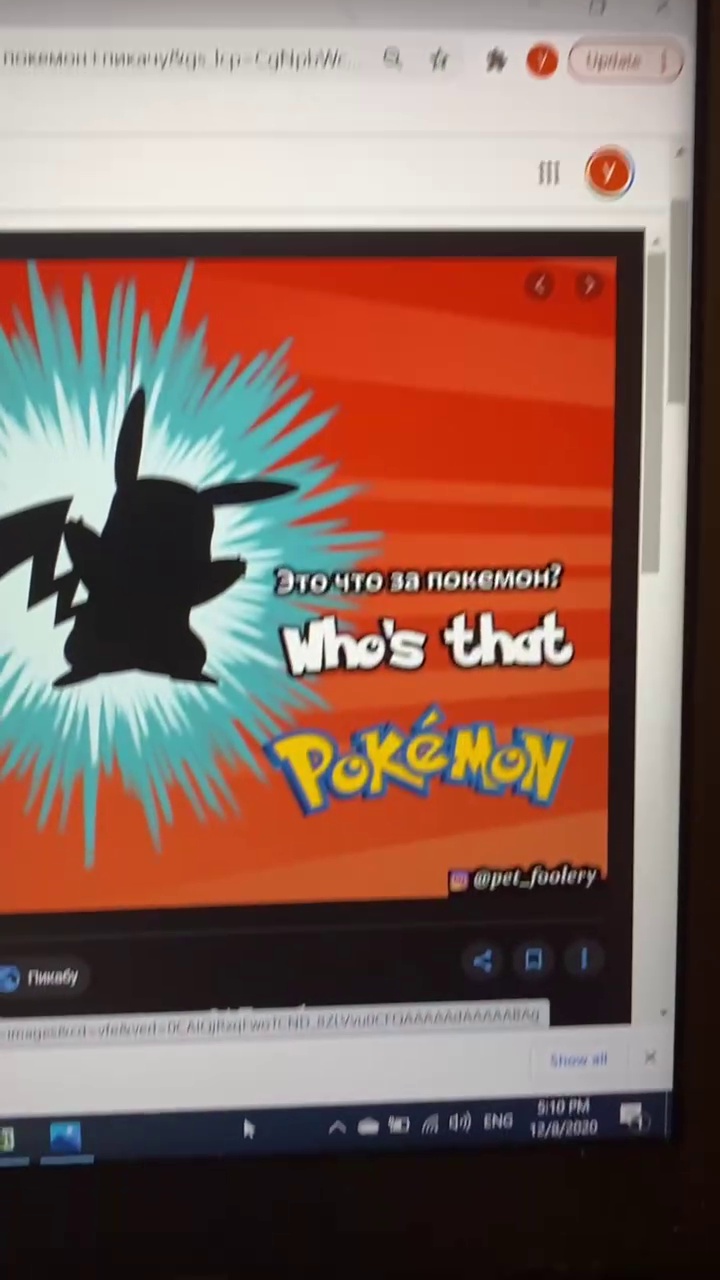 Update
у
Это что за покемон?
Who's that
POKéMON
@pet_foolery
Пикабу
Show all
ENG
5:10 PM
12/8/2020